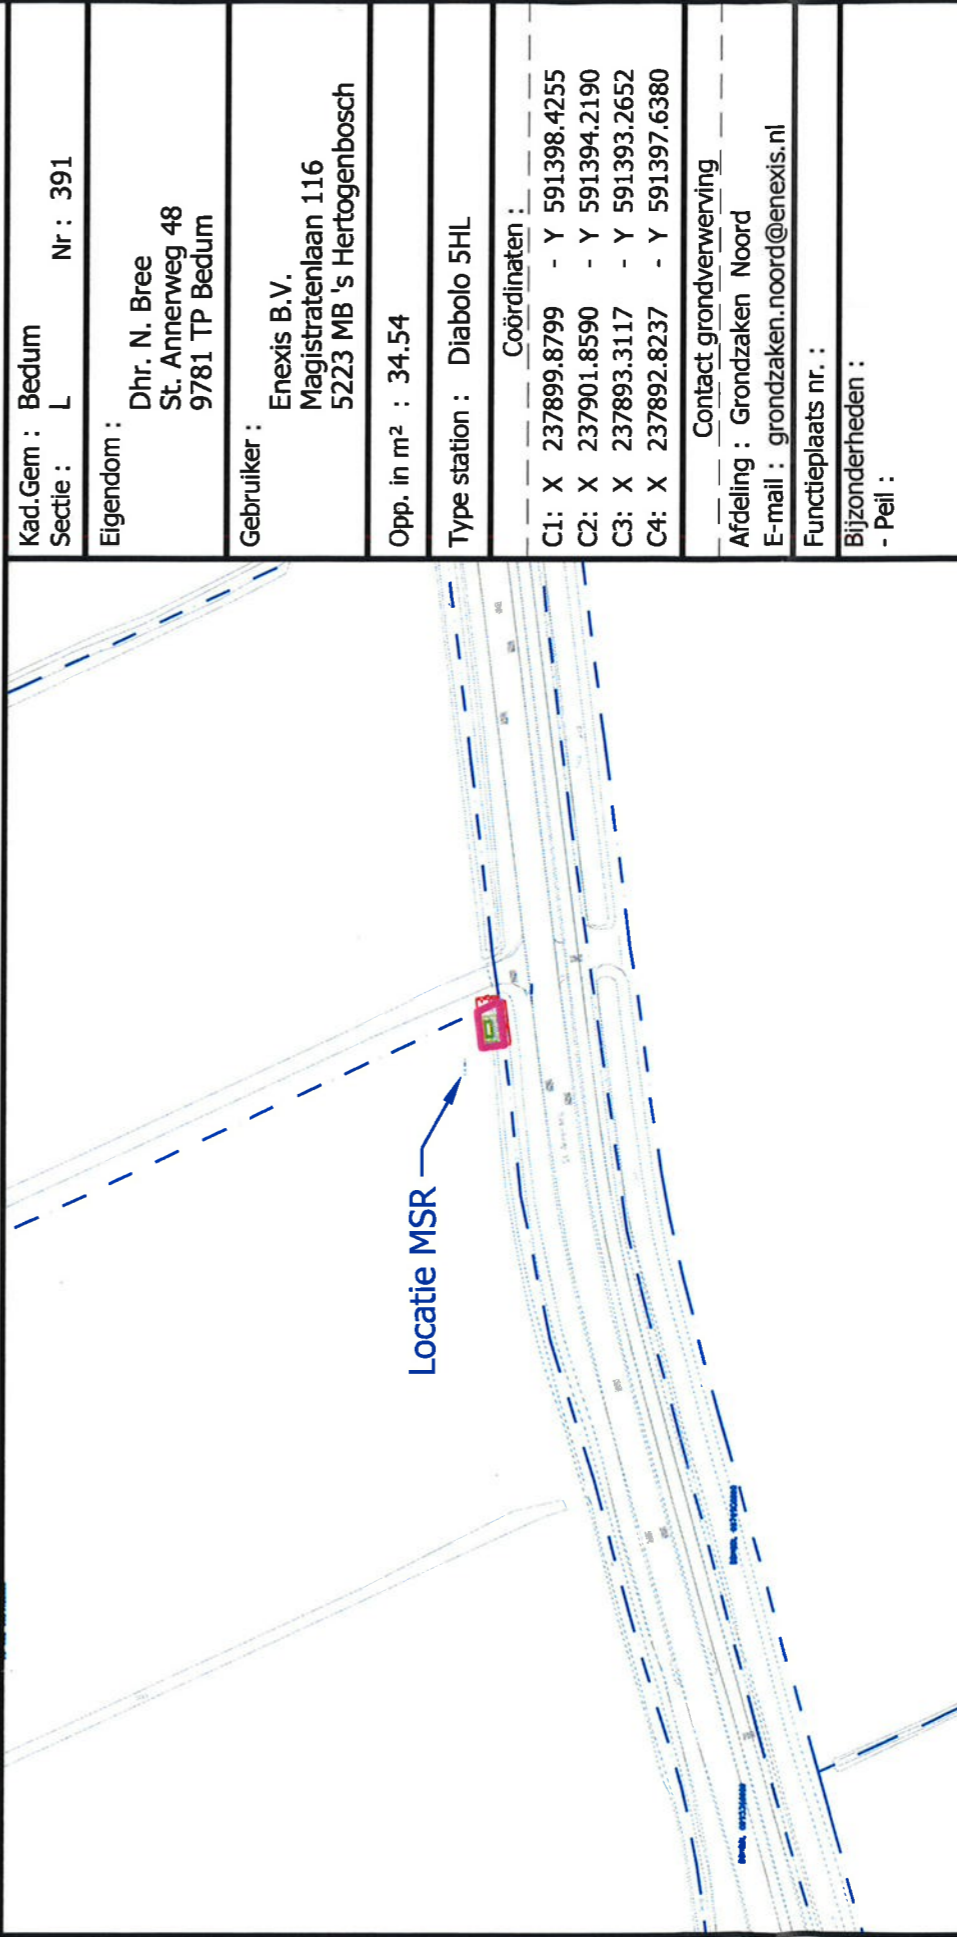 Kad.Gem : Bedum
Sectie : L Nr : 391
Eigendom :
Dhr. N. Bree
St. Annerweg 48
9781 TP Bedum
Gebruiker :
Enexis B.V.
Magistratenlaan 116
5223 MB 's Hertogenbosch
Opp. in m² : 34.54
Type station : Diabolo 5HL
Coördinaten :
C1: X 237899.8799 - Y 591398.4255
C2: X 237901.8590 - Y 591394.2190
C3: X 237893.3117 - Y 591393.2652
C4: X 237892.8237 - Y 591397.6380
Contact grondverwerving
Afdeling : Grondzaken Noord
E-mail : grondzaken.noord@enexis.nl
Functieplaats nr. :
Bijzonderheden :
- Peil :
Locatie MSR